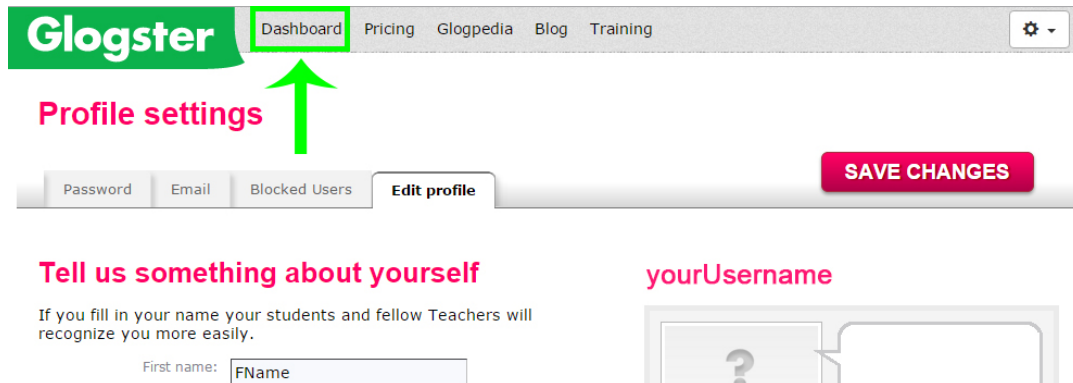 Glogster Dashboard Pricing Glogpedia Blog Training
Profile settings
SAVE CHANGES
Password Email Blocked Users Edit profile
Tell us something about yourself
yourUsername
If you fill in your name your students and fellow Teachers will
recognize you more easily.
First name: FName
?